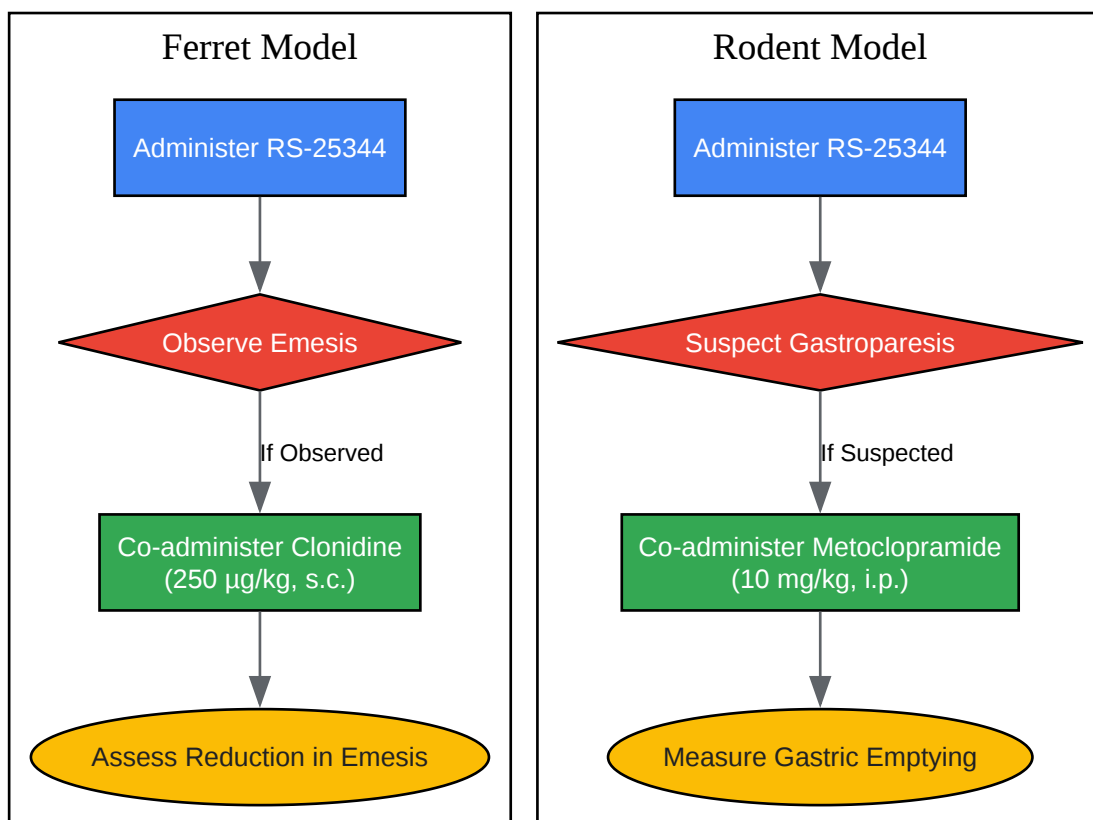 Ferret Model
Administer RS-25344
Observe Emesis
If Observed
Co-administer Clonidine
(250 µg/kg, s.c.)
Assess Reduction in Emesis
Rodent Model
Administer RS-25344
Suspect Gastroparesis
If Suspected
Co-administer Metoclopramide
(10 mg/kg, i.p.)
Measure Gastric Emptying